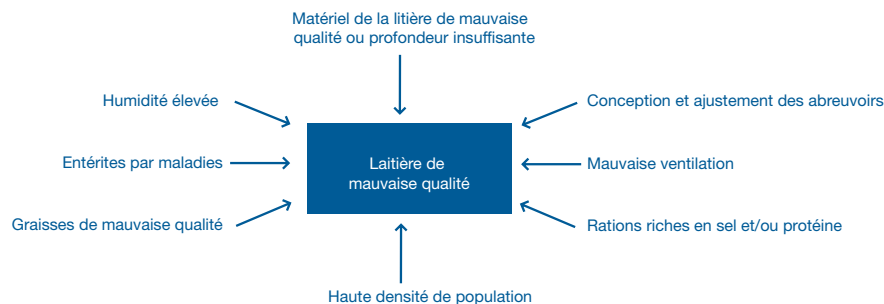 Matériel de la litière de mauvaise
qualité ou profondeur insuffisante
Humidité élevée
Conception et ajustement des abreuvoirs
Entérites par maladies
Laitière de
mauvaise qualité
Mauvaise ventilation
Graisses de mauvaise qualité
Rations riches en sel et/ou protéine
Haute densité de population